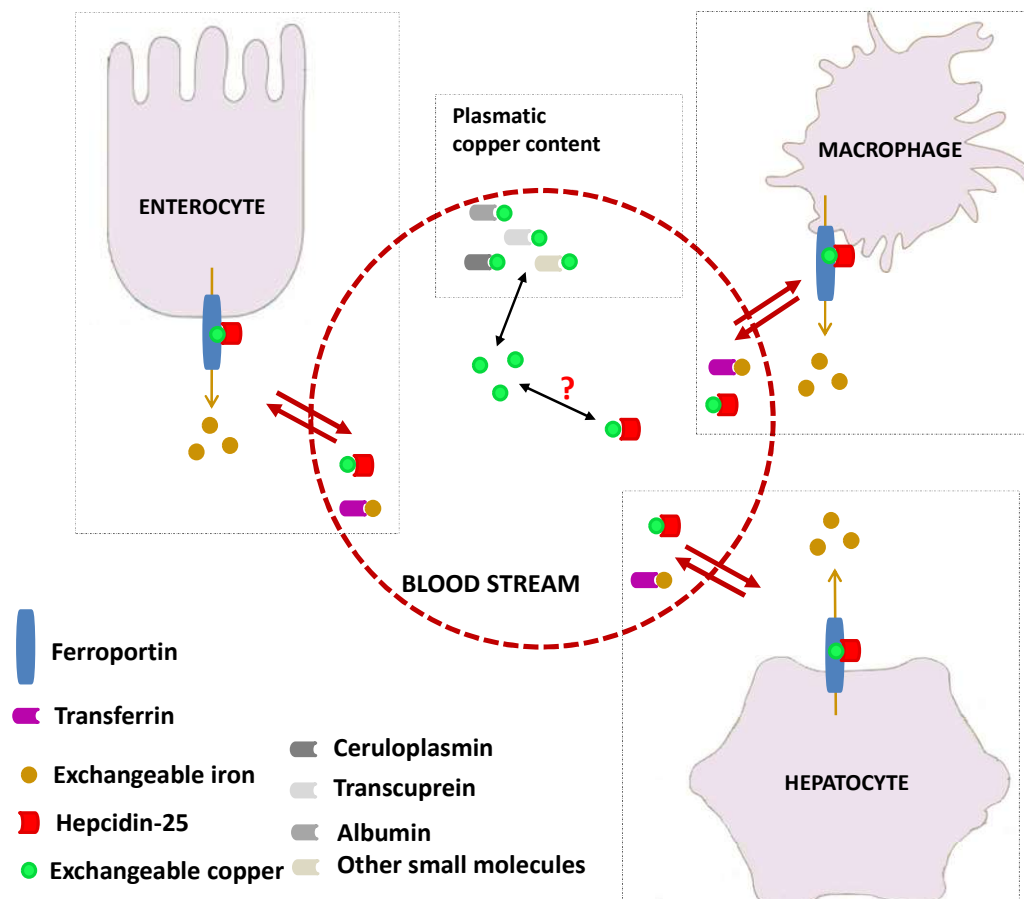 Plasmatic
copper content
MACROPHAGE
ENTEROCYTE
?
BLOOD STREAM
Ferroportin
Transferrin
Exchangeable iron
Hepcidin-25
Exchangeable copper
Ceruloplasmin
Transcuprein
Albumin
Other small molecules
HEPATOCYTE